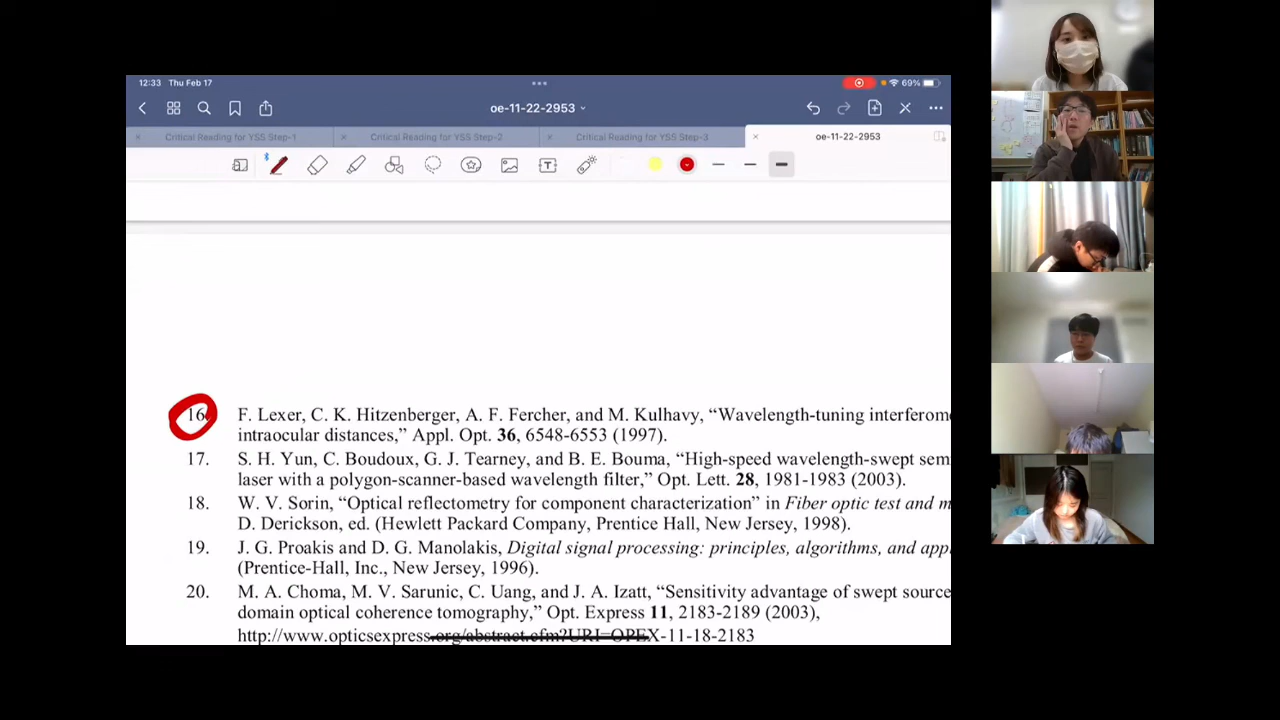 12:33 Thu Feb 17
69%
oe-11-22-2953
Critical Reading for YSS Step-1
Critical Reading for YSS Step-2
Critical Reading for YSS Step-3
oe-11-22-2953
16. F. Lexer, C. K. Hitzenberger, A. F. Fercher, and M. Kulhavy, “Wavelength-tuning interferome
intraocular distances,” Appl. Opt. 36, 6548-6553 (1997).
17. S. H. Yun, C. Boudoux, G. J. Tearney, and B. E. Bouma, “High-speed wavelength-swept sem
laser with a polygon-scanner-based wavelength filter,” Opt. Lett. 28, 1981-1983 (2003).
18. W. V. Sorin, “Optical reflectometry for component characterization” in Fiber optic test and m
D. Derickson, ed. (Hewlett Packard Company, Prentice Hall, New Jersey, 1998).
19. J. G. Proakis and D. G. Manolakis, Digital signal processing: principles, algorithms, and appl
(Prentice-Hall, Inc., New Jersey, 1996).
20. M. A. Choma, M. V. Sarunic, C. Uang, and J. A. Izatt, “Sensitivity advantage of swept source
domain optical coherence tomography,” Opt. Express 11, 2183-2189 (2003),
http://www.opticsexpress.org/abstract.cfm?URI=OPEX-11-18-2183